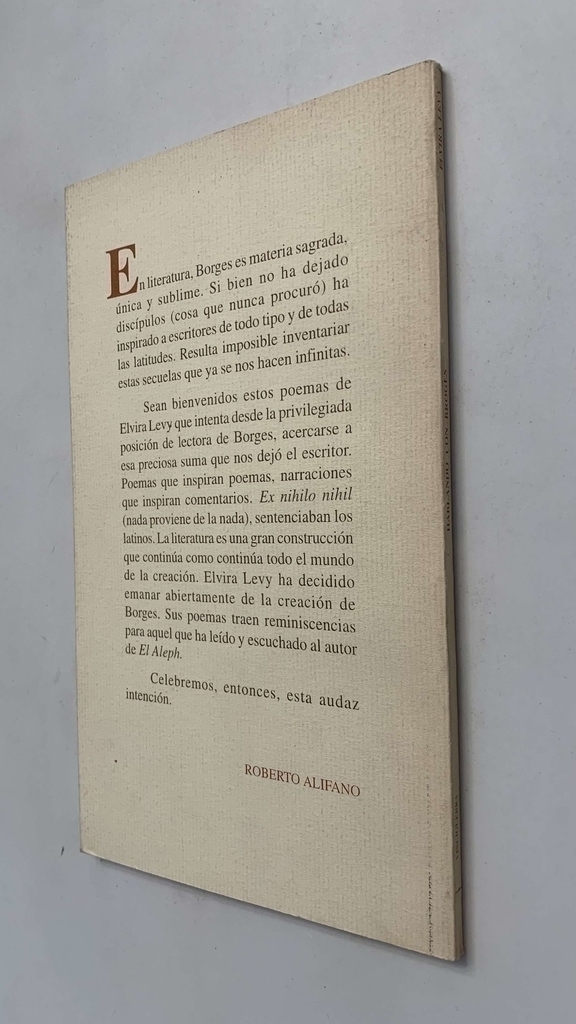 En literatura, Borges es materia sagrada,
única y sublime. Si bien no ha dejado
discípulos (cosa que nunca procuró) ha
inspirado a escritores de todo tipo y de todas
las latitudes. Resulta imposible inventariar
estas secuelas que ya se nos hacen infinitas.
Sean bienvenidos estos poemas de
Elvira Levy que intenta desde la privilegiada
posición de lectora de Borges, acercarse a
esa preciosa suma que nos dejó el escritor.
Poemas que inspiran poemas, narraciones
que inspiran comentarios. Ex nihilo nihil
(nada proviene de la nada), sentenciaban los
latinos. La literatura es una gran construcción
que continúa como continúa todo el mundo
de la creación. Elvira Levy ha decidido
emanar abiertamente de la creación de
Borges. Sus poemas traen reminiscencias
para aquel que ha leído y escuchado al autor
de El Aleph.
Celebremos, entonces, esta audaz
intención.
ROBERTO ALIFANO
ELVIRA LEVY
HABLANDO CON BORGES